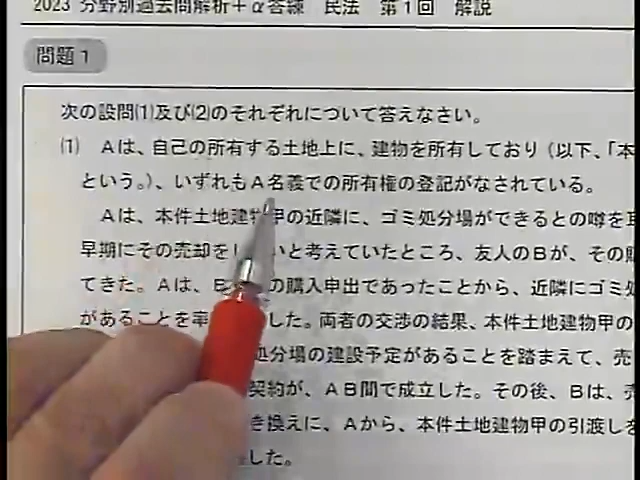 2023 分野別過去問解析+α答練 民法 第1回 解説
問題1
次の設問(1)及び(2)のそれぞれについて答えなさい。
(1) Aは、自己の所有する土地上に、建物を所有しており(以下、「本
という。)、いずれもA名義での所有権の登記がなされている。
Aは、本件土地建物甲の近隣に、ゴミ処分場ができるとの噂を耳
早期にその売却を いと考えていたところ、友人のBが、その購
てきた。Aは、B の購入申出であったことから、近隣にゴミ処
があることを率 した。両者の交渉の結果、本件土地建物甲の
処分場の建設予定があることを踏まえて、売
契約が、AB間で成立した。その後、Bは、売
き換えに、Aから、本件土地建物甲の引渡しを
した。